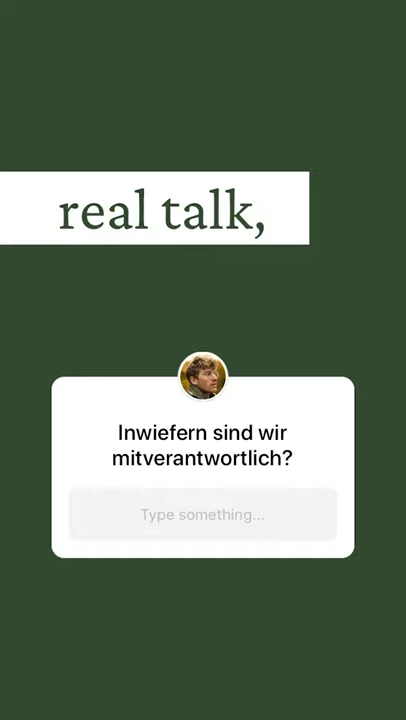 real talk,
Inwiefern sind wir
mitverantwortlich?
Type something...